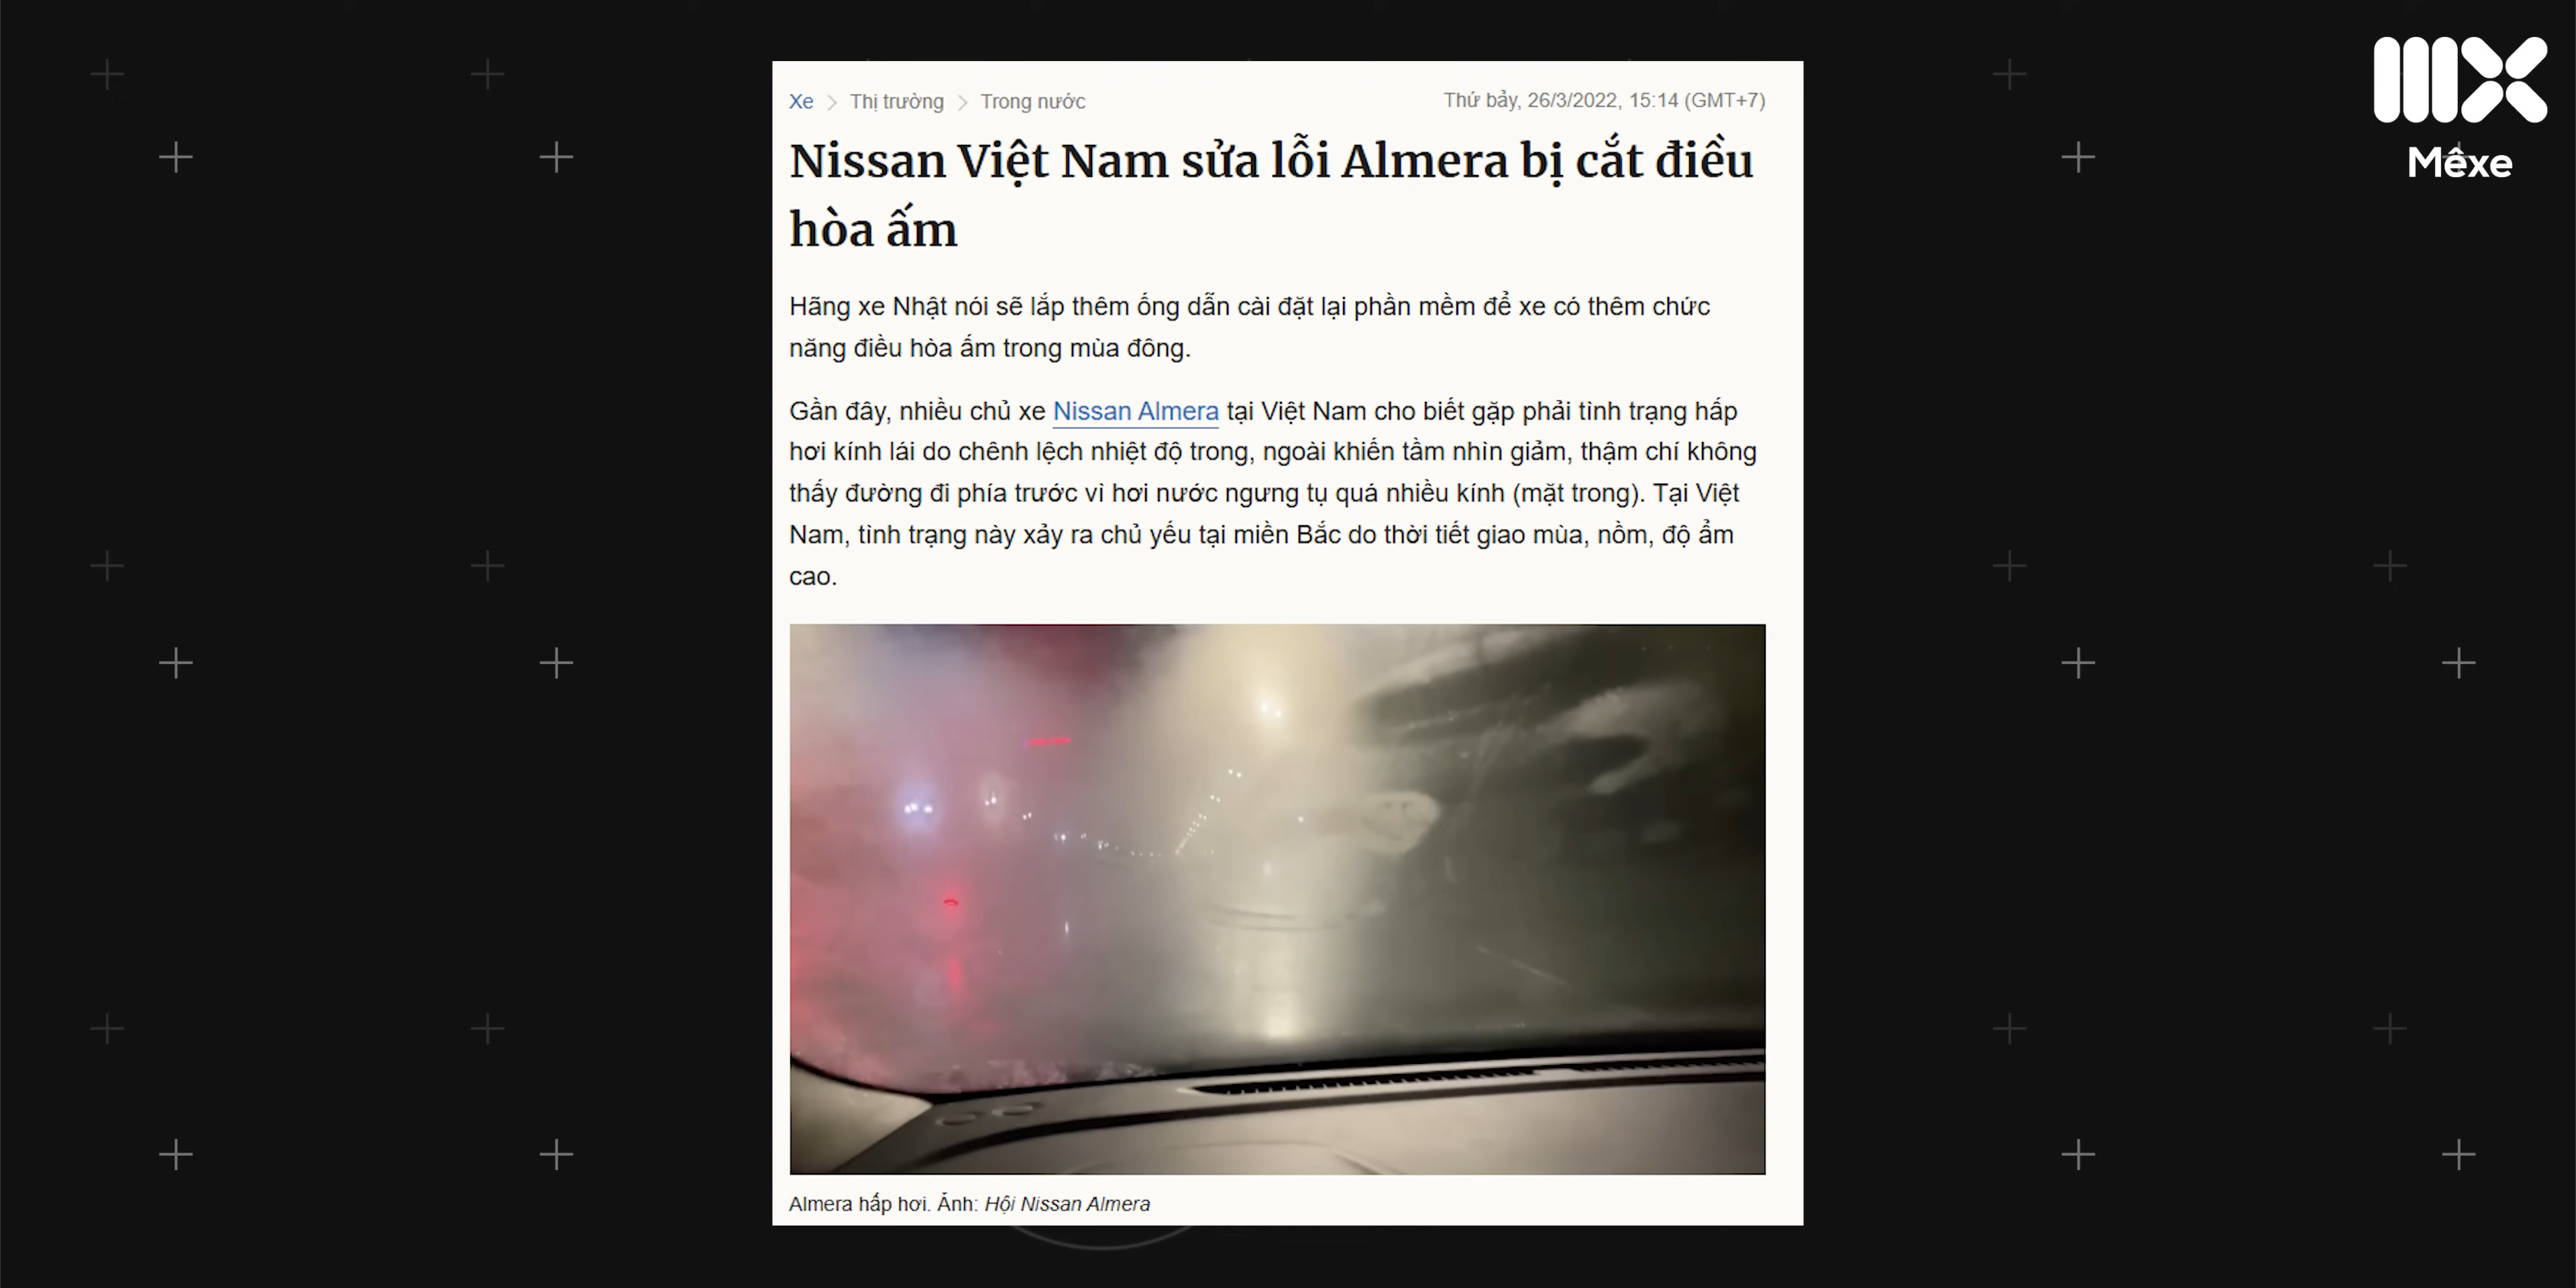 Xe > Thị trường > Trong nước
Thứ bảy, 26/3/2022, 15:14 (GMT+7)
Nissan Việt Nam sửa lỗi Almera bị cắt điều
hòa ấm
Hãng xe Nhật nói sẽ lắp thêm ống dẫn cài đặt lại phần mềm để xe có thêm chức
năng điều hòa ấm trong mùa đông.
Gần đây, nhiều chủ xe Nissan Almera tại Việt Nam cho biết gặp phải tình trạng hấp
hơi kính lái do chênh lệch nhiệt độ trong, ngoài khiến tầm nhìn giảm, thậm chí không
thấy đường đi phía trước vì hơi nước ngưng tụ quá nhiều kính (mặt trong). Tại Việt
Nam, tình trạng này xảy ra chủ yếu tại miền Bắc do thời tiết giao mùa, nồm, độ ẩm
cao.
Almera hấp hơi. Ảnh: Hội Nissan Almera
MX
Mêxe